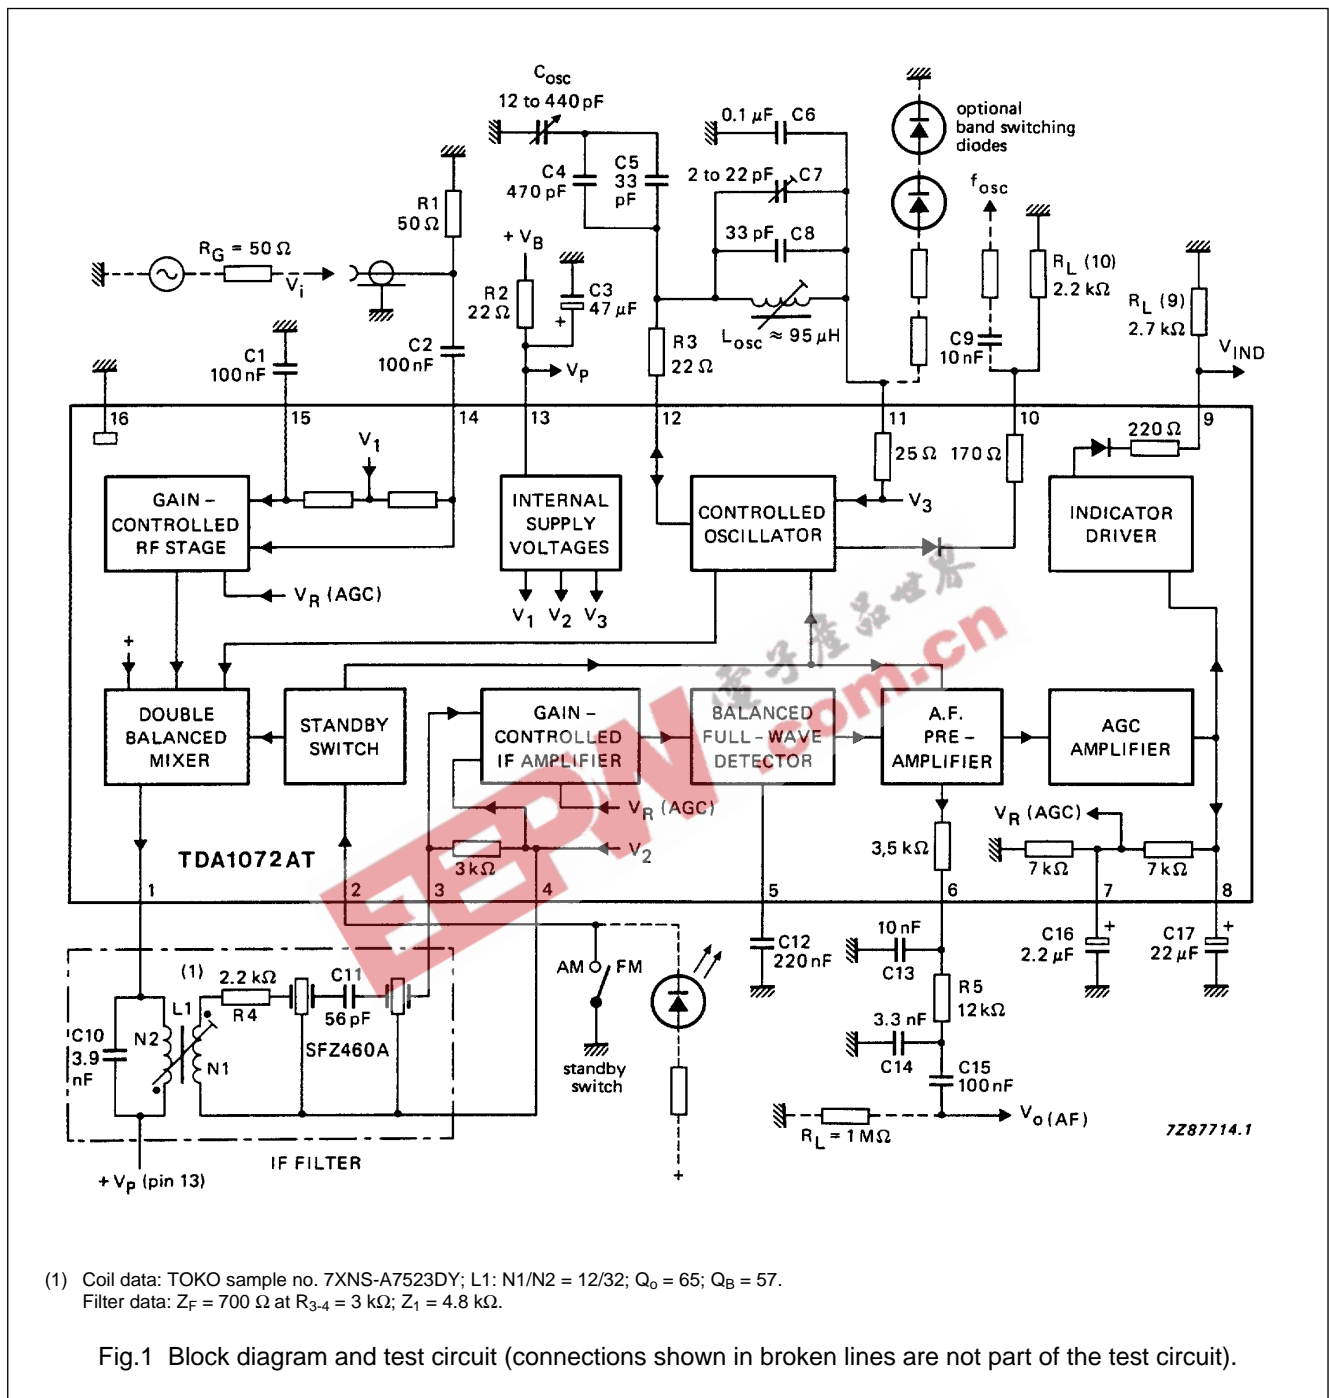 Cosc
12 to 440 pF
C4
470 pF
C5
33
pF
0.1 µF C6
2 to 22 pF C7
33 pF C8
optional
band switching
diodes
fosc
R1
50 Ω
RG = 50 Ω
Vi
+ VB
R2
22 Ω
C3
47 µF
+
R3
22 Ω
Losc ≈ 95 µH
C9
10 nF
RL (10)
2.2 kΩ
RL (9)
2.7 kΩ
VIND
C1
100 nF
C2
100 nF
VP
16
15
14
13
12
11
10
9
V1
25 Ω
170 Ω
220 Ω
GAIN –
CONTROLLED
RF STAGE
INTERNAL
SUPPLY
VOLTAGES
CONTROLLED
OSCILLATOR
V3
INDICATOR
DRIVER
VR (AGC)
V1 V2 V3
+
DOUBLE
BALANCED
MIXER
STANDBY
SWITCH
GAIN –
CONTROLLED
IF AMPLIFIER
BALANCED
FULL – WAVE
DETECTOR
A.F.
PRE –
AMPLIFIER
AGC
AMPLIFIER
VR (AGC)
V2
3 kΩ
3,5 kΩ
VR (AGC)
7 kΩ
7 kΩ
TDA1072AT
1
2
3
4
5
6
7
8
EEPW.com.cn
電子產品世界
(1)
2.2 kΩ
R4
C11
56 pF
L1
C10
3.9
nF
N2
N1
SFZ460A
IF FILTER
+ VP (pin 13)
AM
FM
standby
switch
+
C12
220 nF
10 nF
C13
R5
12 kΩ
3.3 nF
C14
C15
100 nF
RL = 1 MΩ
Vo (AF)
C16
2.2 µF
+
C17
22 µF
+
7Z87714.1
(1) Coil data: TOKO sample no. 7XNS-A7523DY; L1: N1/N2 = 12/32; Qo = 65; QB = 57.
Filter data: ZF = 700 Ω at R3-4 = 3 kΩ; Z1 = 4.8 kΩ.
Fig.1 Block diagram and test circuit (connections shown in broken lines are not part of the test circuit).